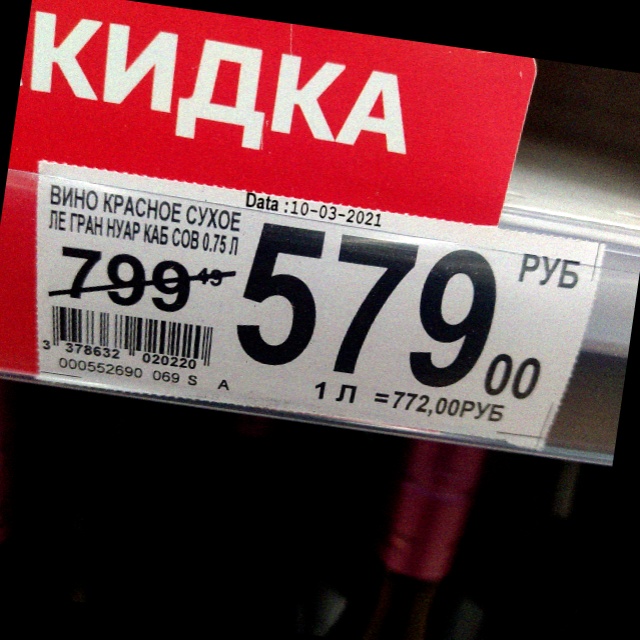 КИДКА
Data :10-03-2021
ВИНО КРАСНОЕ СУХОЕ
ЛЕ ГРАН НУАР КАБ СОВ 0.75 Л
799 49
579 00
РУБ
3 378632 020220
000552690 069 S A
1 Л =772,00РУБ